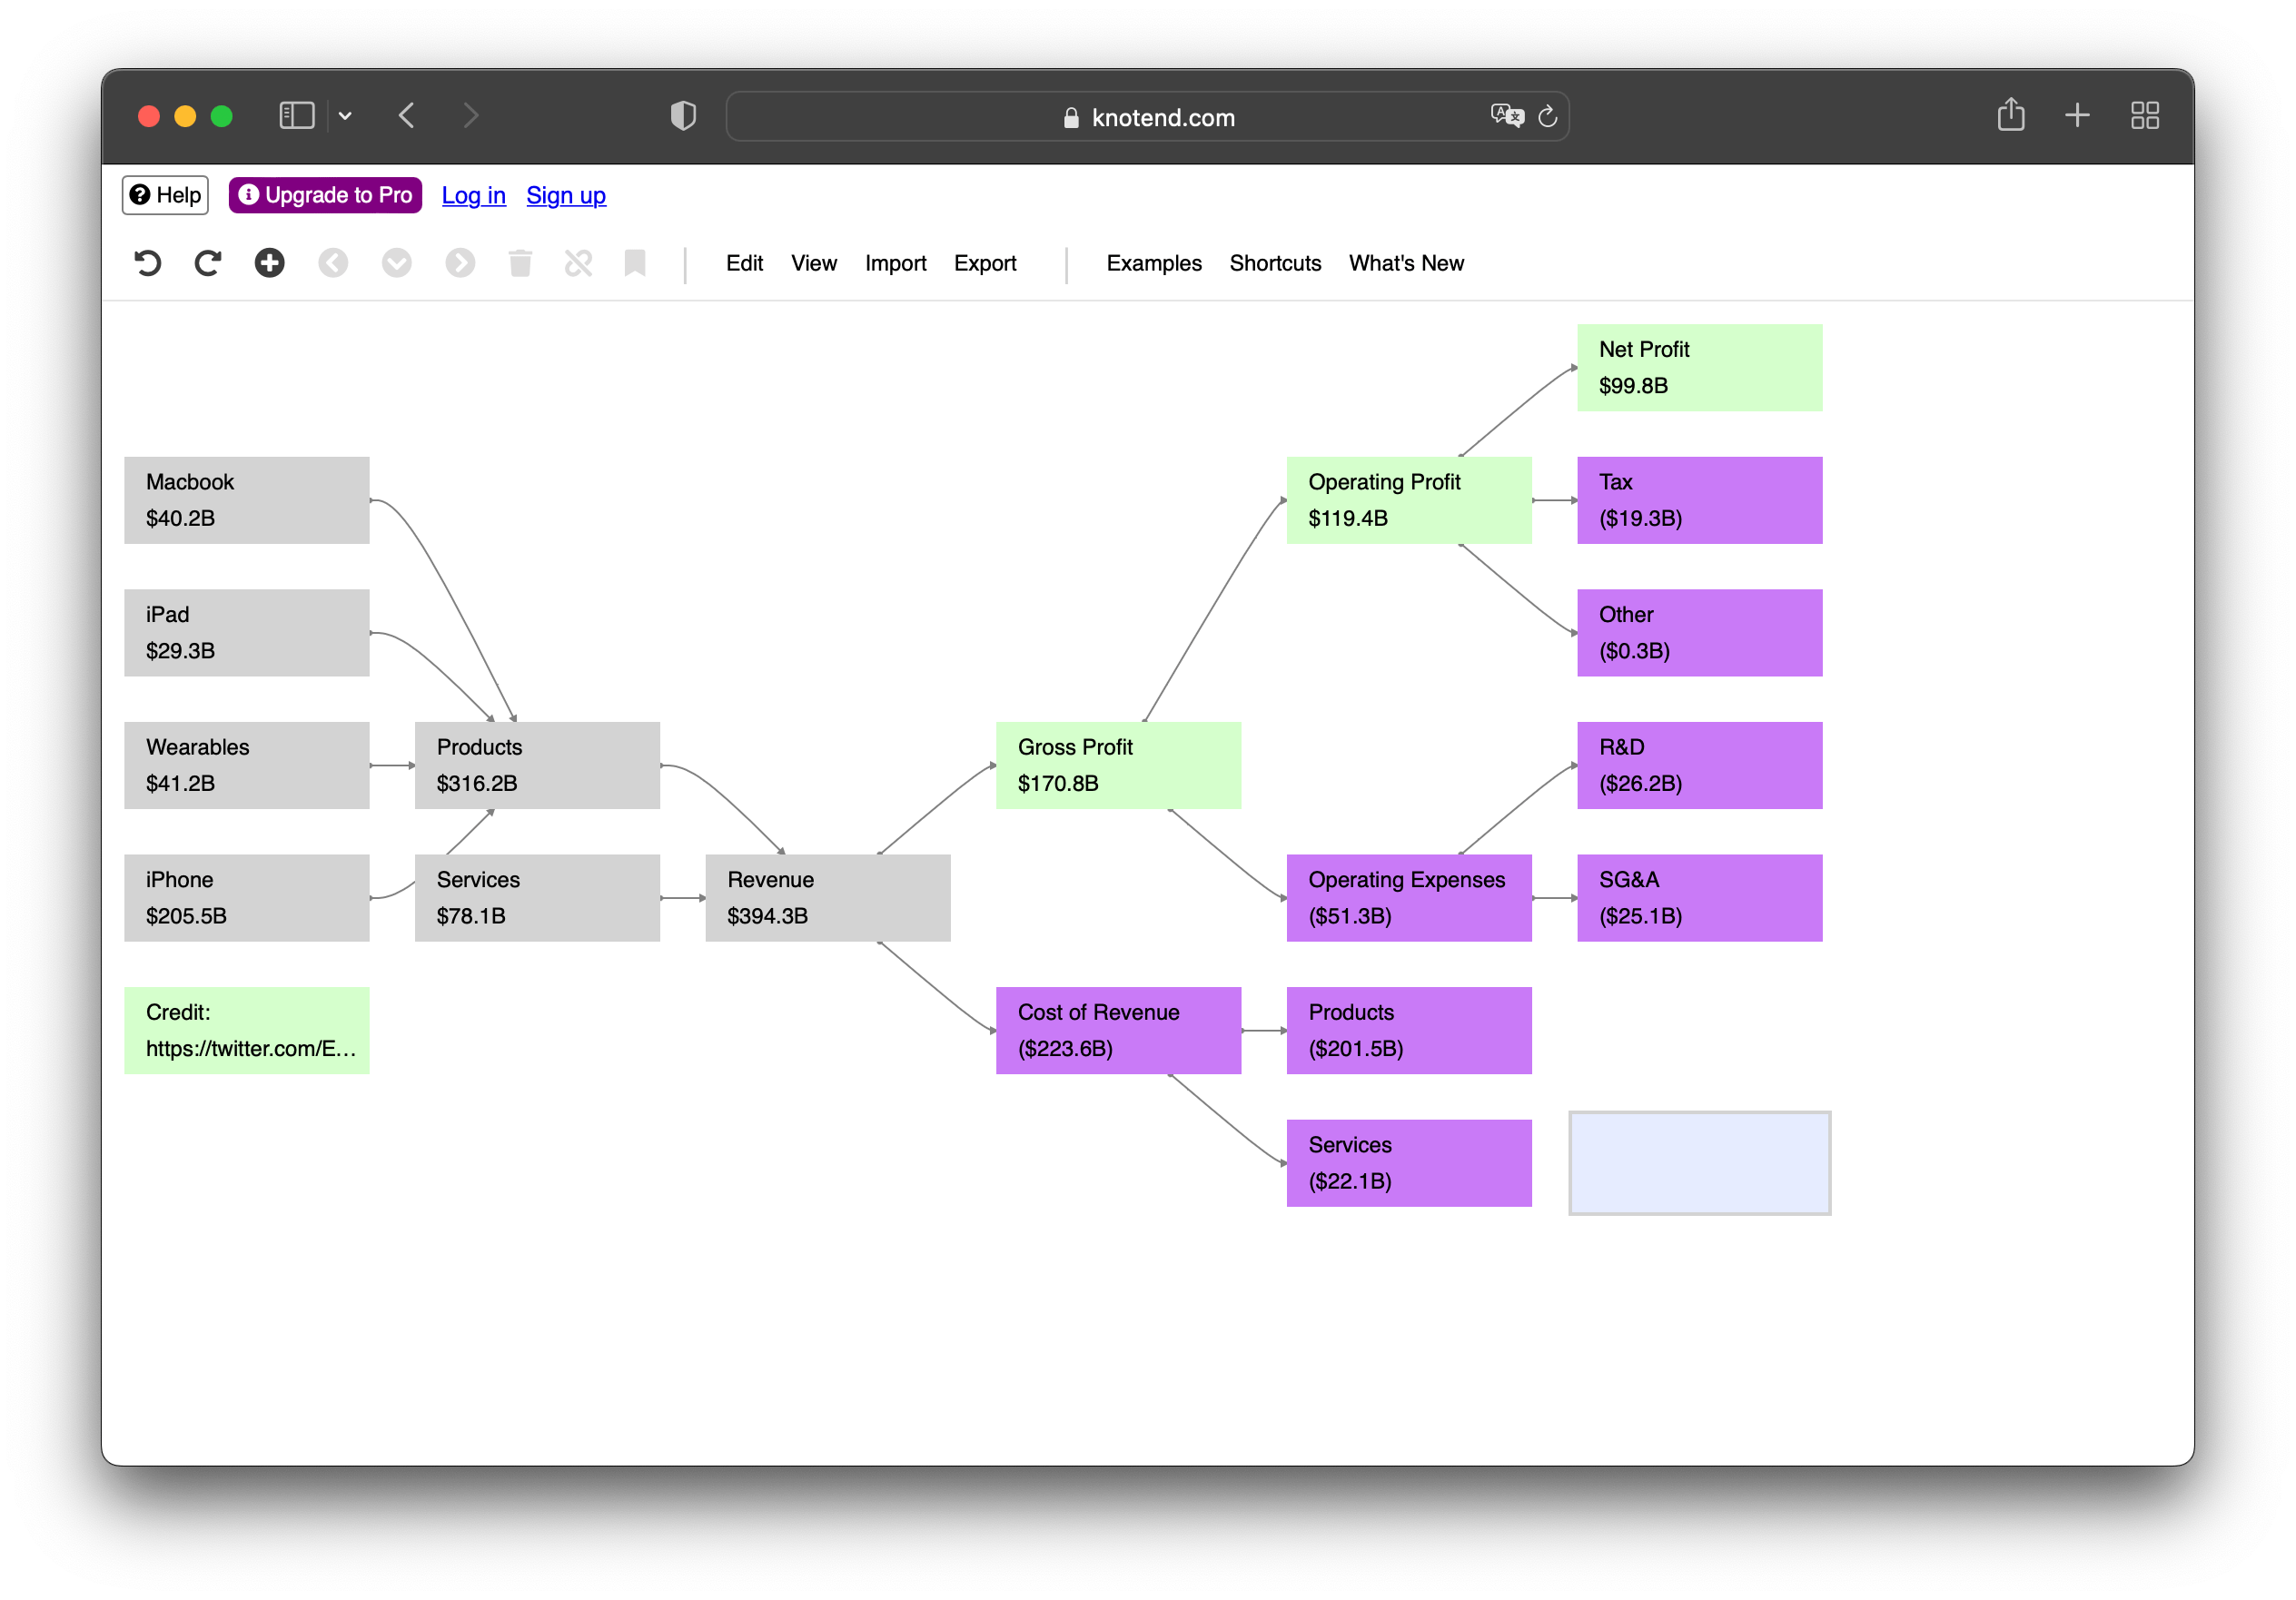 knotend.com
Help
Upgrade to Pro
Log in
Sign up
Edit
View
Import
Export
Examples
Shortcuts
What's New
Net Profit
$99.8B
Macbook
$40.2B
Operating Profit
$119.4B
Tax
($19.3B)
iPad
$29.3B
Other
($0.3B)
Wearables
$41.2B
Products
$316.2B
Gross Profit
$170.8B
R&D
($26.2B)
iPhone
$205.5B
Services
$78.1B
Revenue
$394.3B
Operating Expenses
($51.3B)
SG&A
($25.1B)
Credit:
https://twitter.com/E...
Cost of Revenue
($223.6B)
Products
($201.5B)
Services
($22.1B)